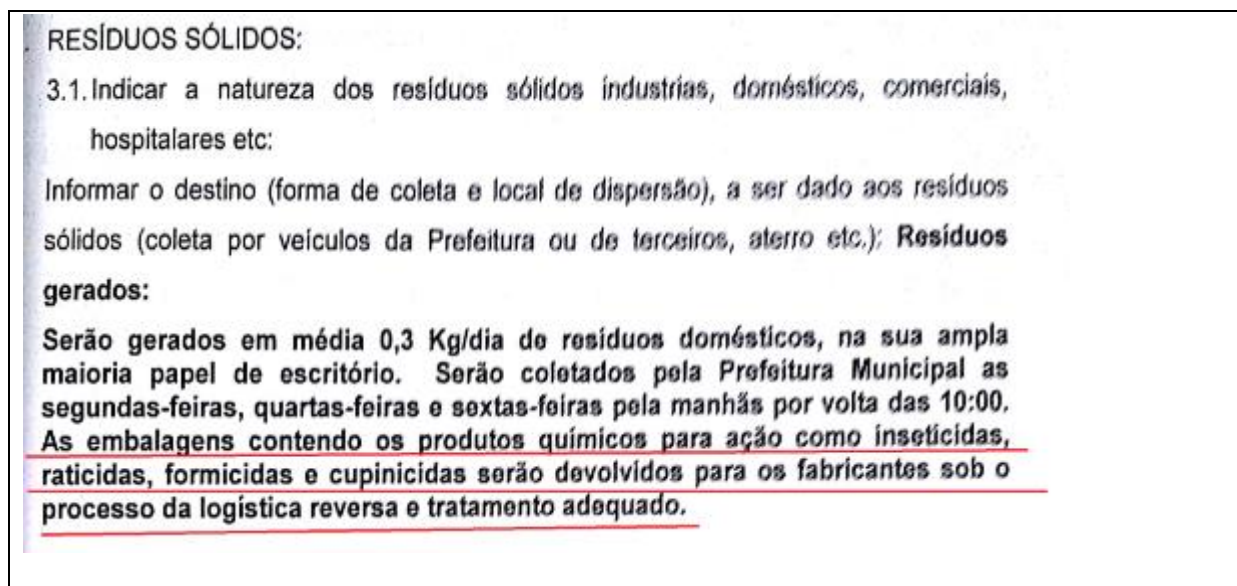 RESÍDUOS SÓLIDOS:
3.1. Indicar a natureza dos resíduos sólidos industrias, domésticos, comerciais,
hospitalares etc:
Informar o destino (forma de coleta e local de dispersão), a ser dado aos resíduos
sólidos (coleta por veículos da Prefeitura ou de terceiros, aterro etc.); Resíduos
gerados:
Serão gerados em média 0,3 Kg/dia de resíduos domésticos, na sua ampla
maioria papel de escritório. Serão coletados pela Prefeitura Municipal as
segundas-feiras, quartas-feiras e sextas-feiras pela manhãs por volta das 10:00.
As embalagens contendo os produtos químicos para ação como inseticidas,
raticidas, formicidas e cupinicidas serão devolvidos para os fabricantes sob o
processo da logística reversa e tratamento adequado.